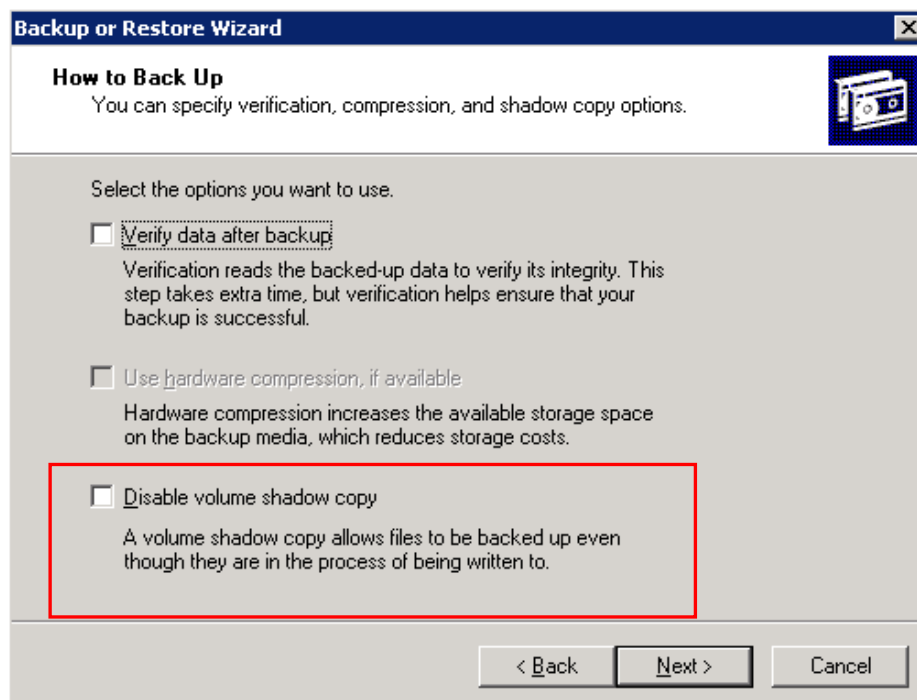 Backup or Restore Wizard
How to Back Up
You can specify verification, compression, and shadow copy options.
Select the options you want to use.
Verify data after backup
Verification reads the backed-up data to verify its integrity. This
step takes extra time, but verification helps ensure that your
backup is successful.
Use hardware compression, if available
Hardware compression increases the available storage space
on the backup media, which reduces storage costs.
Disable volume shadow copy
A volume shadow copy allows files to be backed up even
though they are in the process of being written to.
< Back Next > Cancel